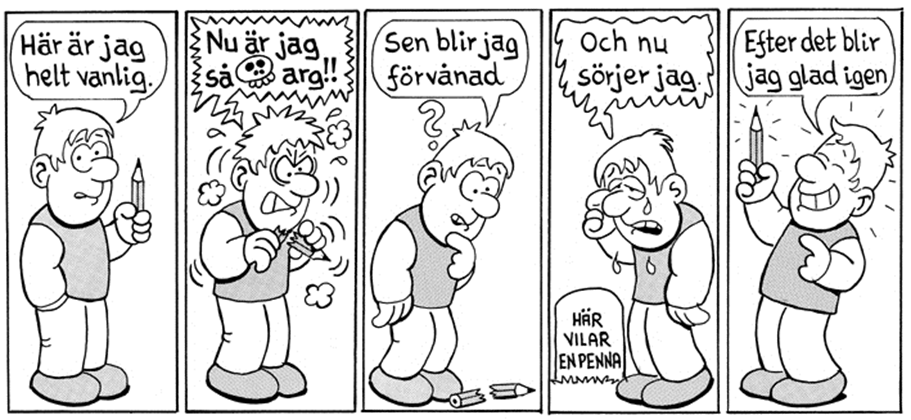 Här är jag
helt vanlig.
Nu är jag
så arg!!
Sen blir jag
förvånad
?
Och nu
sörjer jag.
HÄR
VILAR
EN PENNA
Efter det blir
jag glad igen